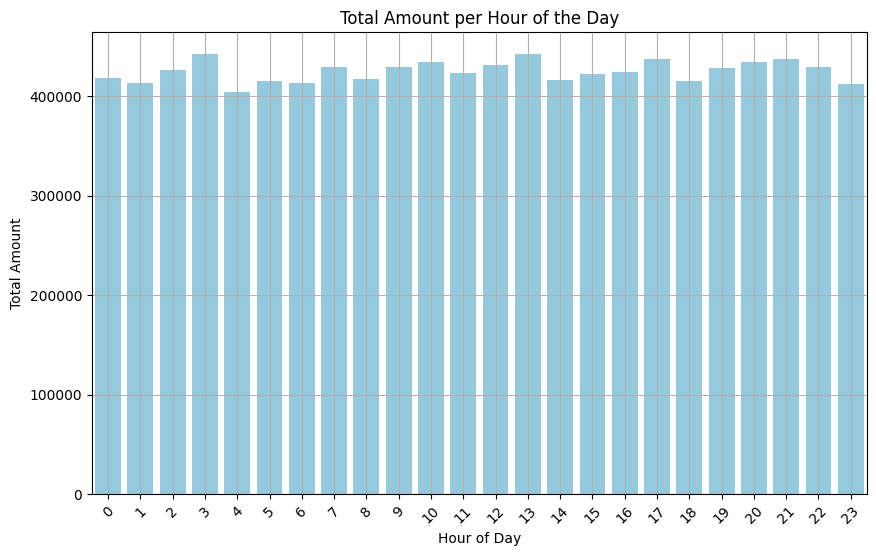 Total Amount per Hour of the Day
Total Amount
400000
300000
200000
100000
0
0 1 2 3 4 5 6 7 8 9 10 11 12 13 14 15 16 17 18 19 20 21 22 23
Hour of Day